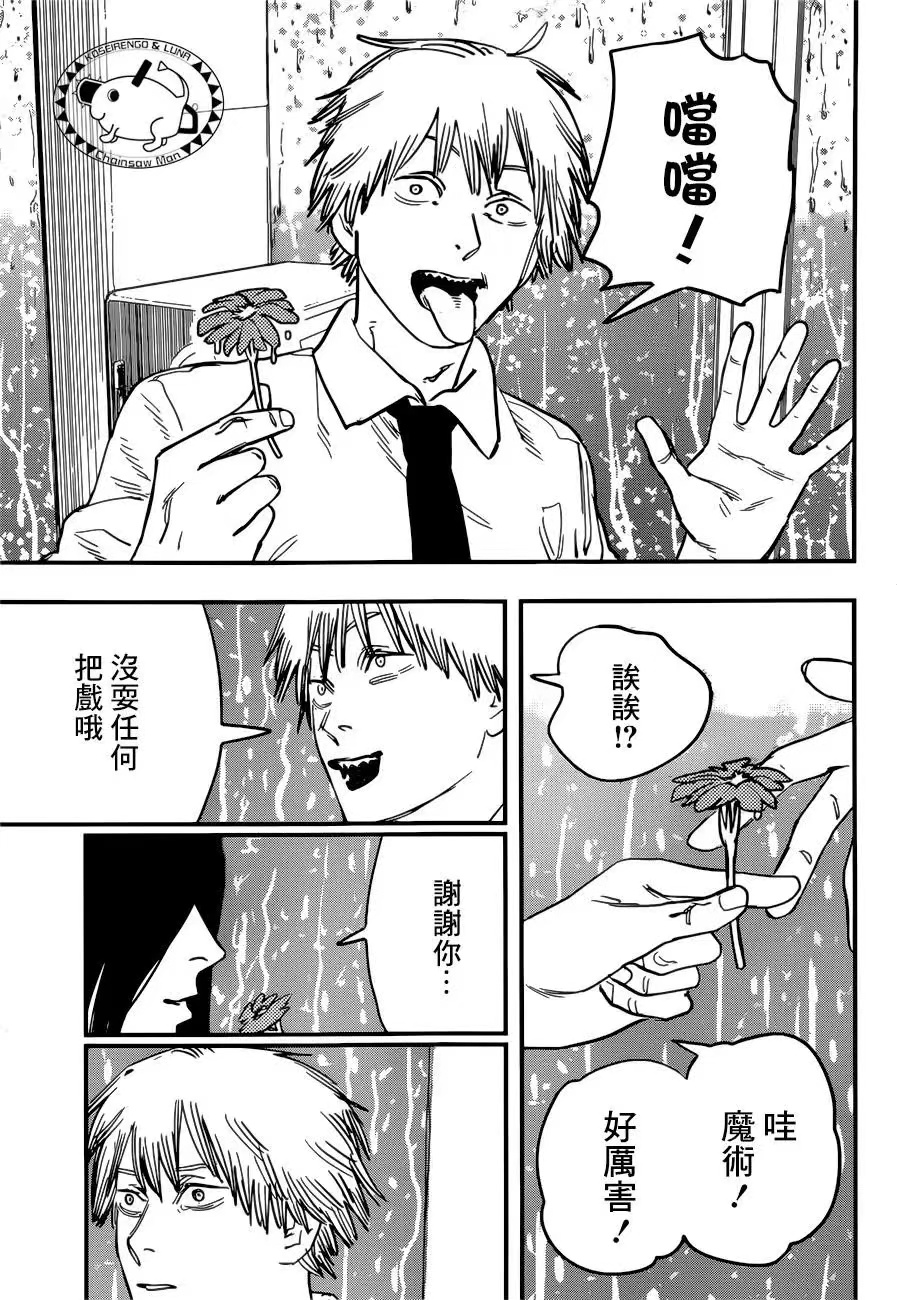 KOSEIRENGO & LUNA
Chainsaw Man
噹噹！
誒誒!?
哇
魔術！
好厲害！
沒耍任何
把戲哦
謝謝你…